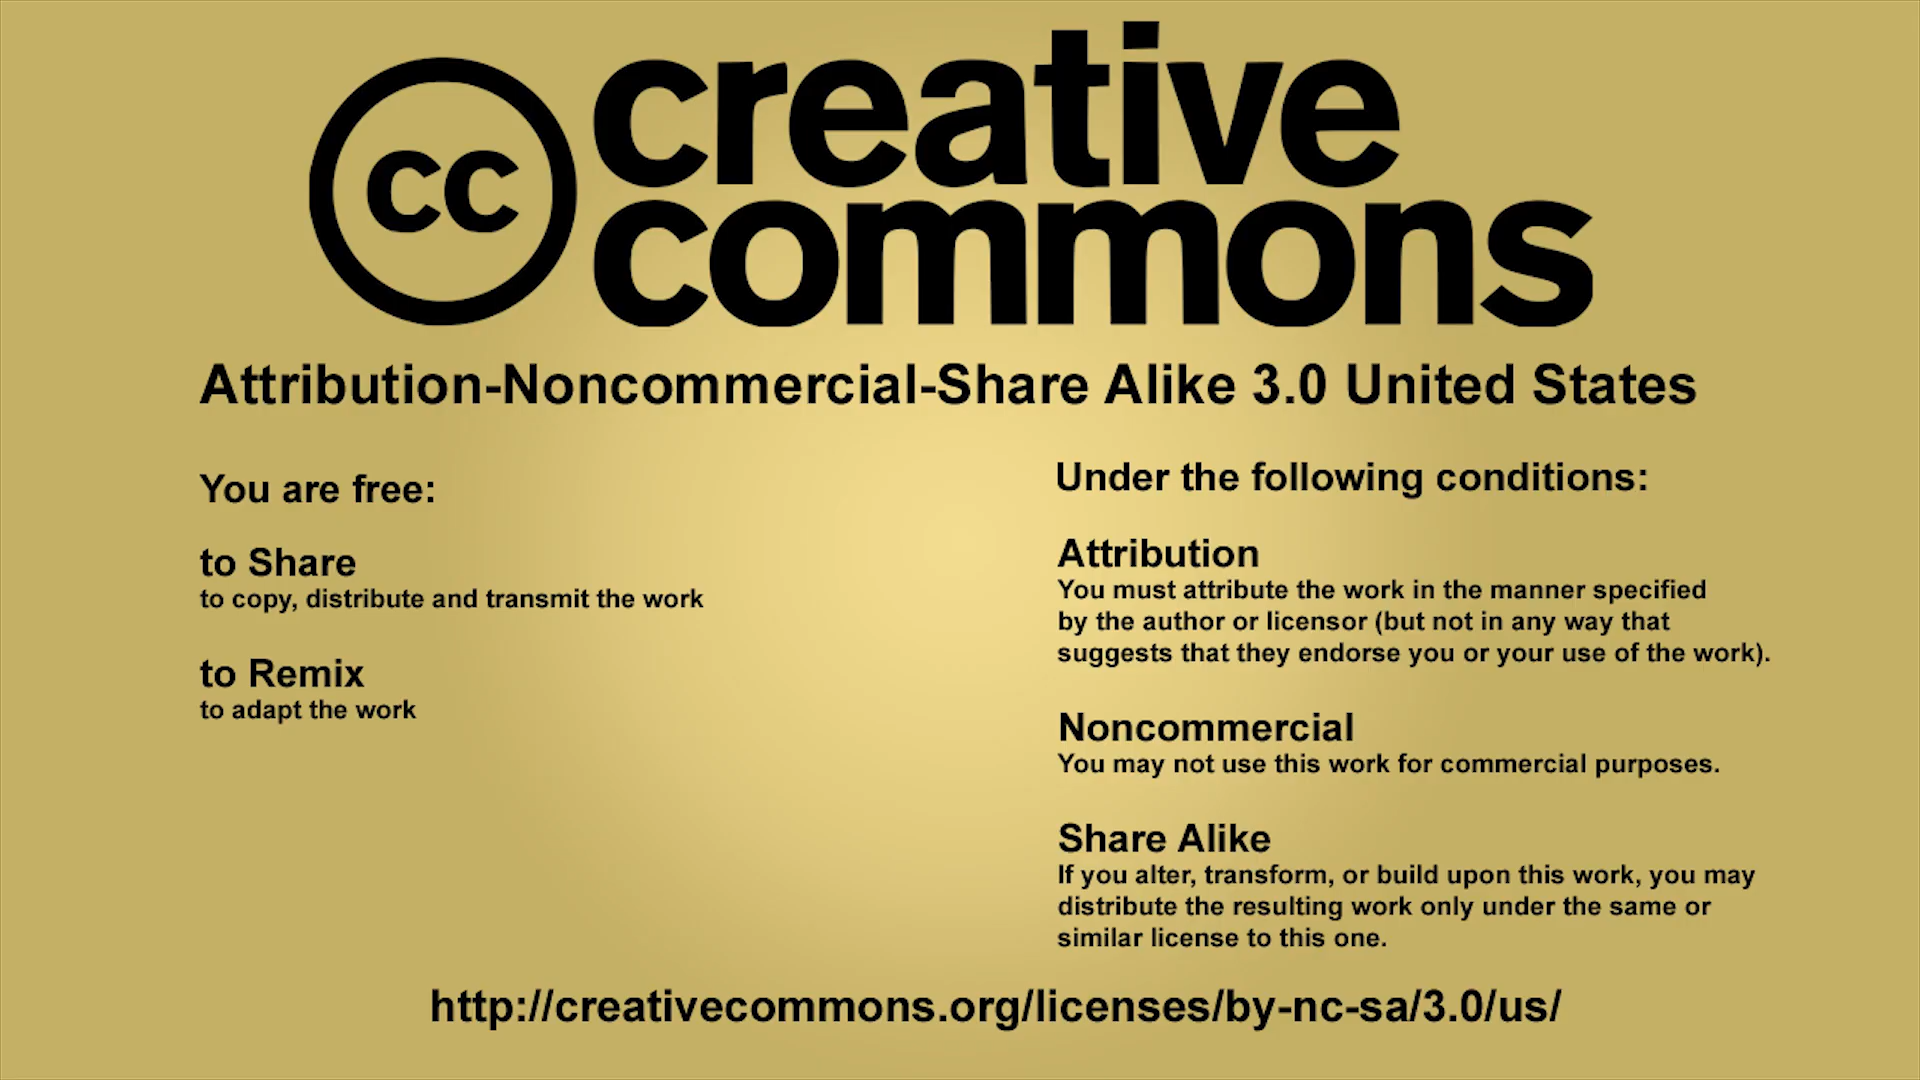 cc creative
commons
Attribution-Noncommercial-Share Alike 3.0 United States
You are free:
to Share
to copy, distribute and transmit the work
to Remix
to adapt the work
Under the following conditions:
Attribution
You must attribute the work in the manner specified
by the author or licensor (but not in any way that
suggests that they endorse you or your use of the work).
Noncommercial
You may not use this work for commercial purposes.
Share Alike
If you alter, transform, or build upon this work, you may
distribute the resulting work only under the same or
similar license to this one.
http://creativecommons.org/licenses/by-nc-sa/3.0/us/